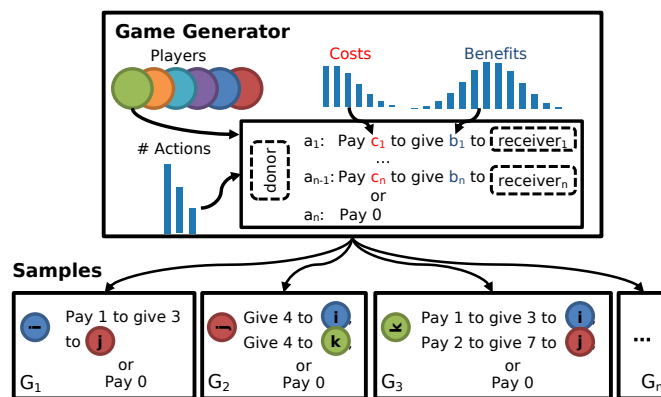 Game Generator
Players
Costs
Benefits
# Actions
donor
a1: Pay c1 to give b1 to receiver1
...
an-1: Pay cn to give bn to receivern
or
an: Pay 0
Samples
i Pay 1 to give 3
to j
or
Pay 0
G1
j Give 4 to i,
Give 4 to k,
or
Pay 0
G2
k Pay 1 to give 3 to i,
Pay 2 to give 7 to j,
or
Pay 0
G3
...
Gn